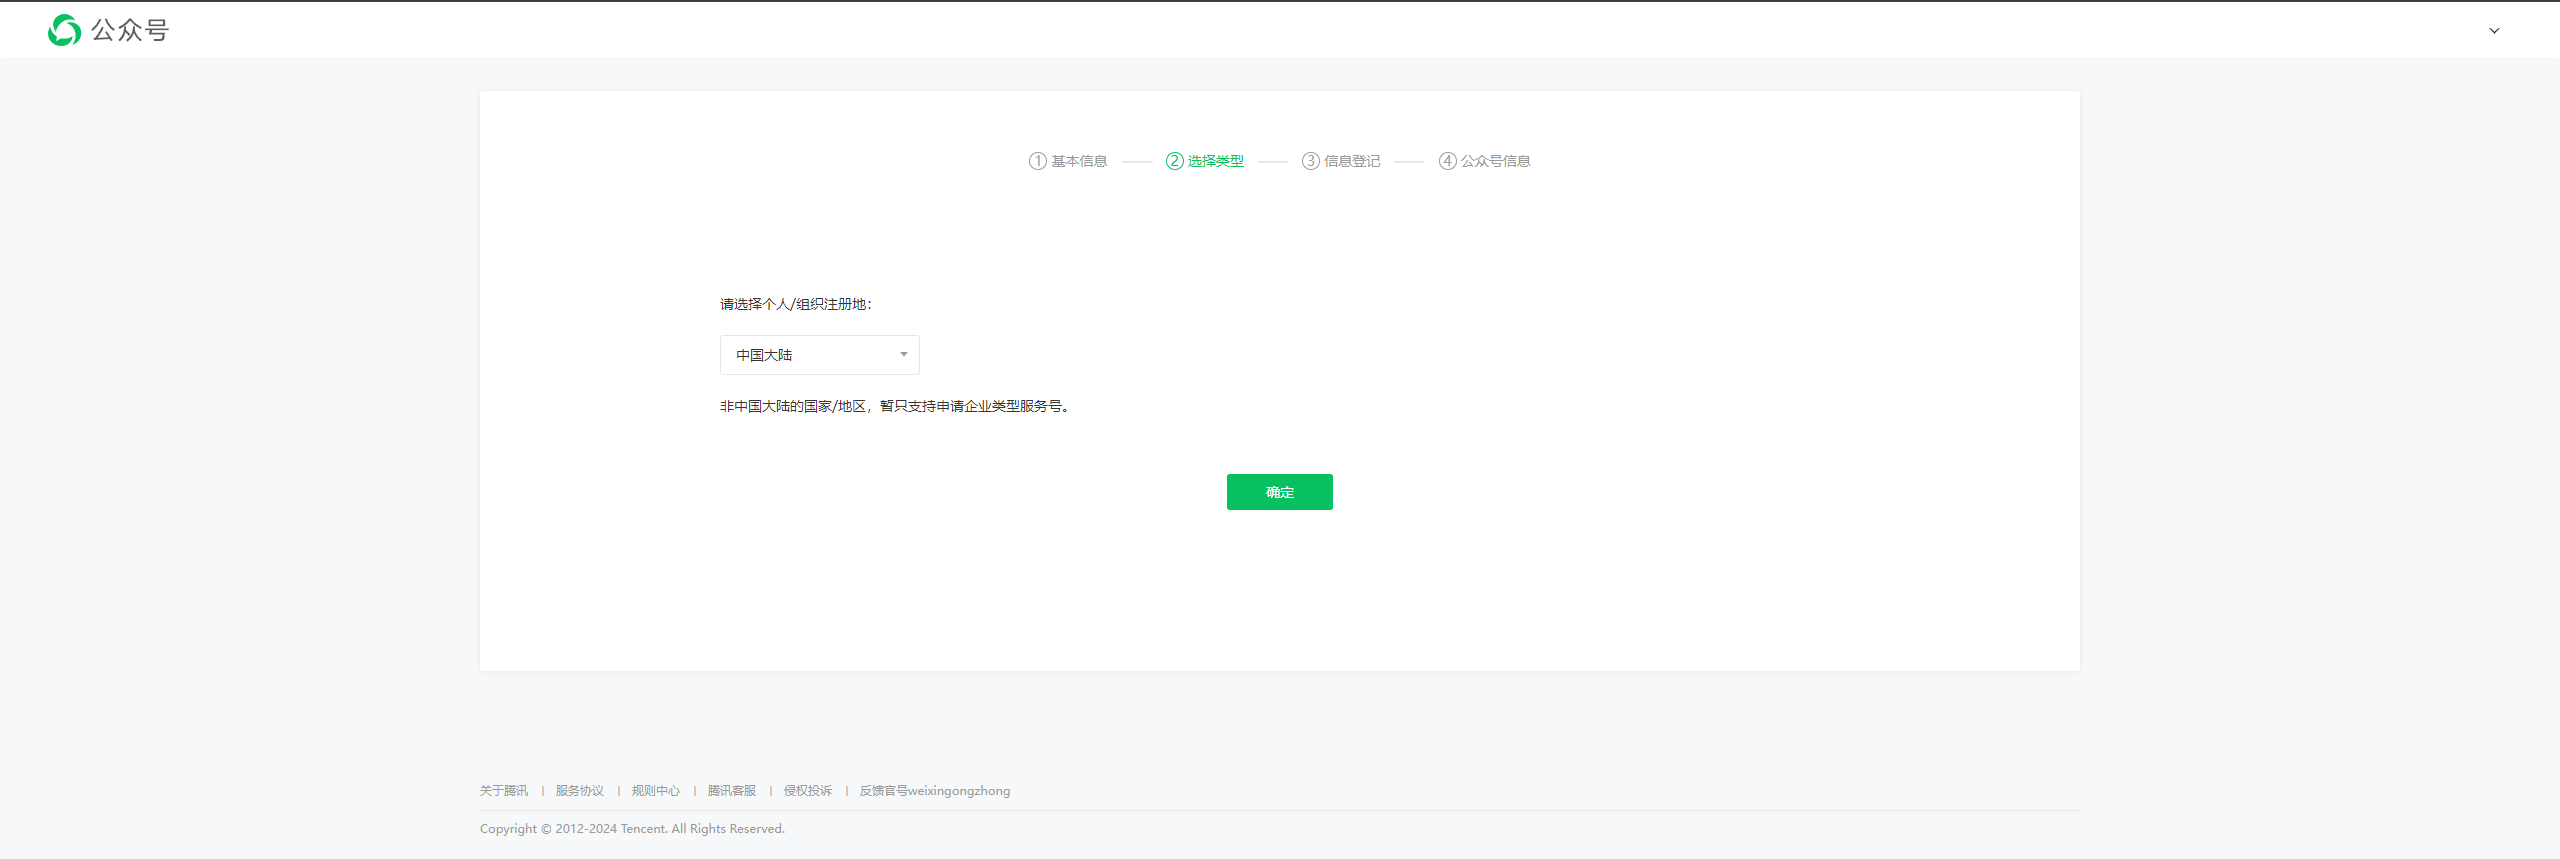 公众号
① 基本信息 ② 选择类型 ③ 信息登记 ④ 公众号信息
请选择个人/组织注册地：
中国大陆
非中国大陆的国家/地区，暂只支持申请企业类型服务号。
确定
关于腾讯 | 服务协议 | 规则中心 | 腾讯客服 | 侵权投诉 | 反馈官号weixingongzhong
Copyright © 2012-2024 Tencent. All Rights Reserved.